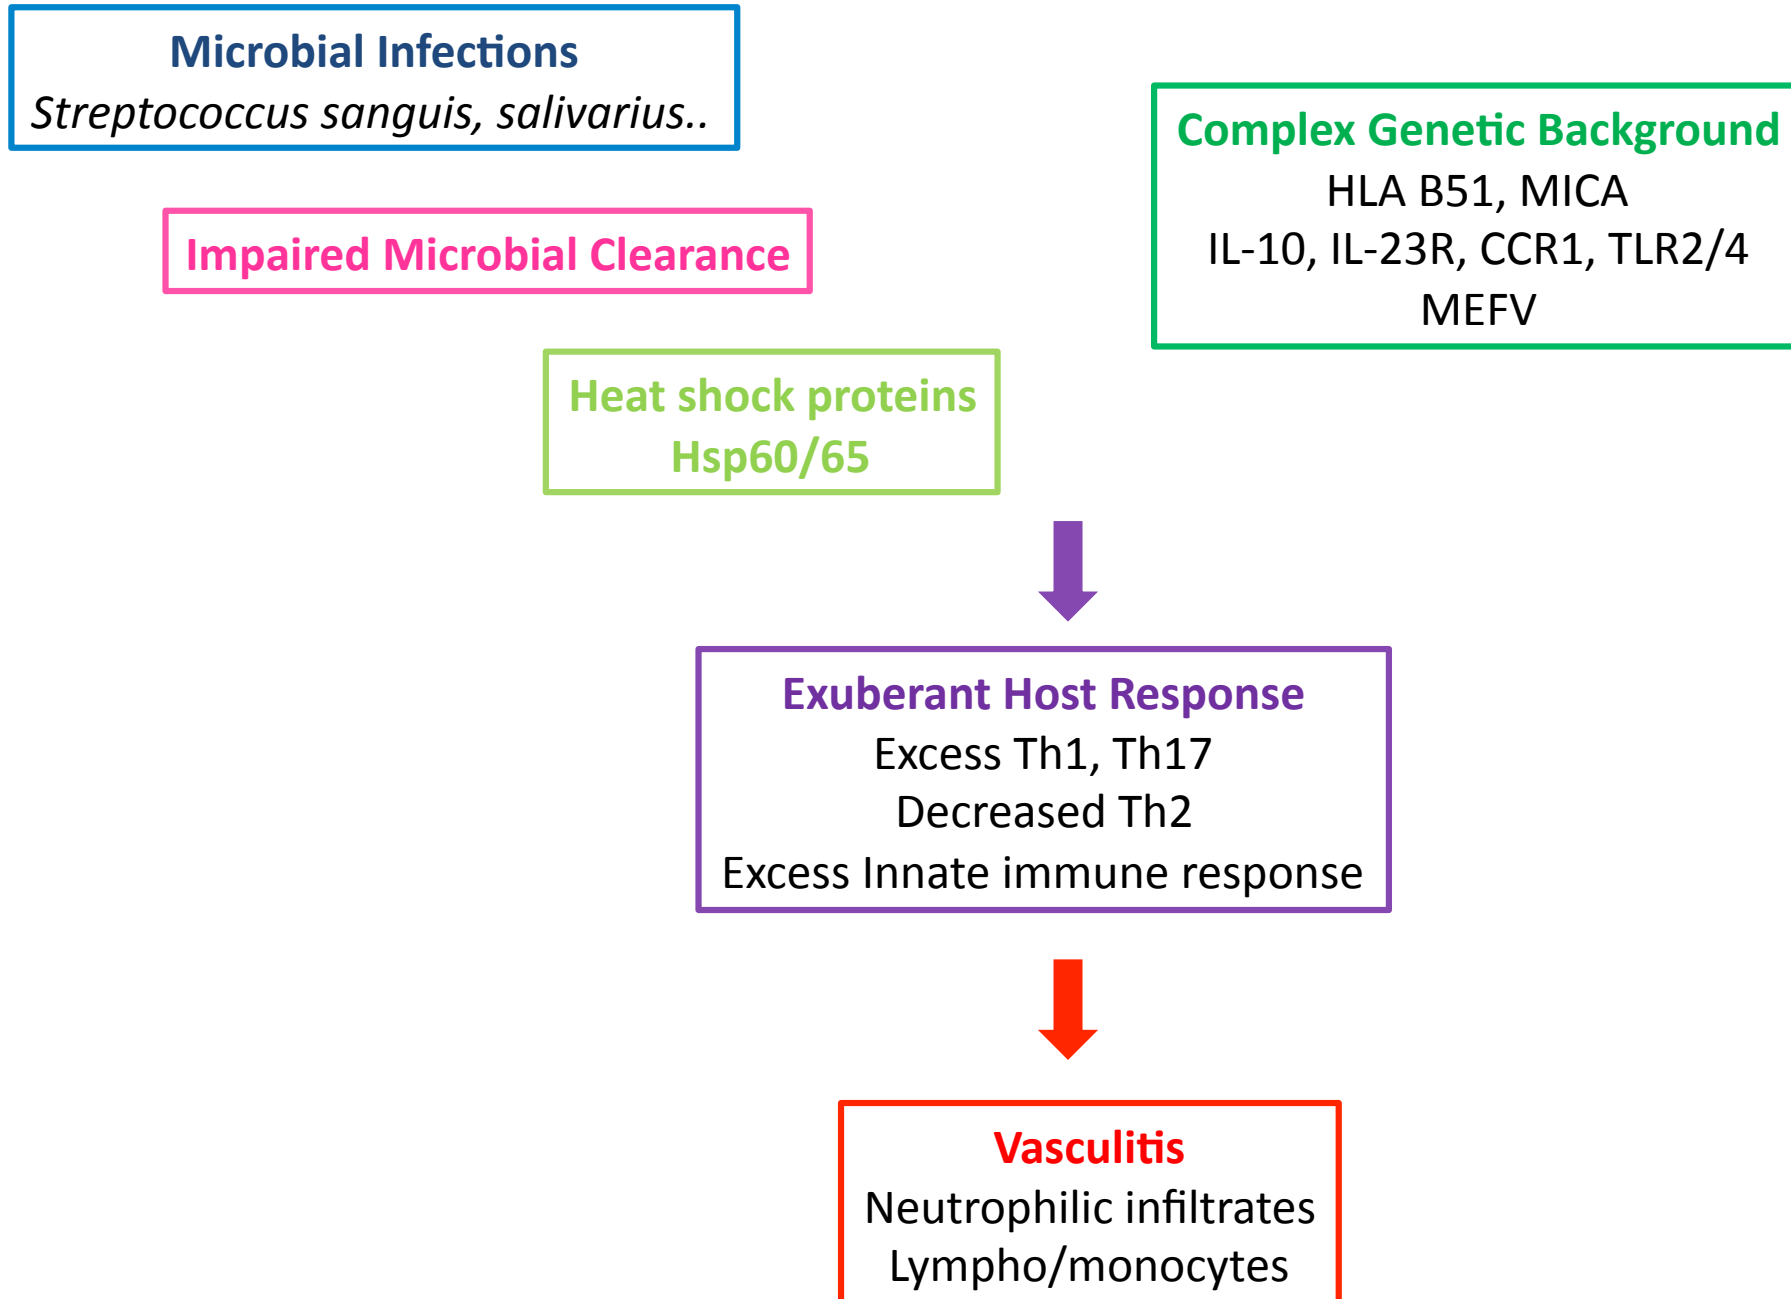 Microbial Infections
Streptococcus sanguis, salivarius..
Complex Genetic Background
HLA B51, MICA
IL-10, IL-23R, CCR1, TLR2/4
MEFV
Impaired Microbial Clearance
Heat shock proteins
Hsp60/65
Exuberant Host Response
Excess Th1, Th17
Decreased Th2
Excess Innate immune response
Vasculitis
Neutrophilic infiltrates
Lympho/monocytes